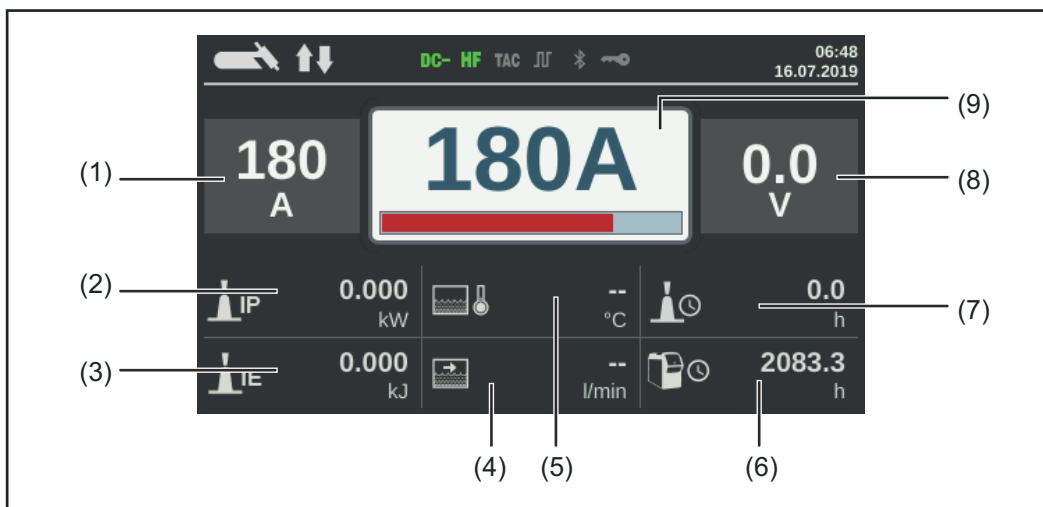 DC- HF TAC
06:48
16.07.2019
(1)
180
A
180A
0.0
V
(9)
(8)
(2)
IP
0.000
kW
--
°C
0.0
h
(7)
(3)
IE
0.000
kJ
--
l/min
2083.3
h
(4)
(5)
(6)